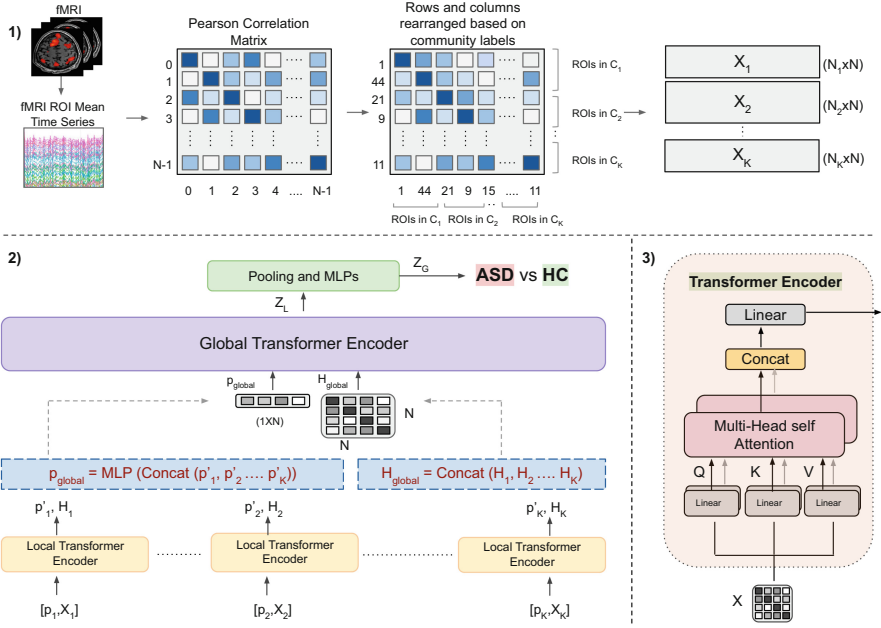 1)
fMRI
fMRI ROI Mean
Time Series
Pearson Correlation
Matrix
0
1
2
3
N-1
0 1 2 3 4 .... N-1
Rows and columns
rearranged based on
community labels
1
44
21
9
11
1 44 21 9 15 .... 11
ROIs in C1
ROIs in C2
ROIs in CK
ROIs in C1 ROIs in C2 ROIs in CK
X1 (N1xN)
X2 (N2xN)
XK (NKxN)
2)
Pooling and MLPs
ZG
ASD vs HC
ZL
Global Transformer Encoder
pglobal
Hglobal
(1XN)
N
N
pglobal = MLP (Concat (p'1, p'2 .... p'K))
Hglobal = Concat (H1, H2 .... HK)
p'1, H1
p'2, H2
p'K, HK
Local Transformer
Encoder
Local Transformer
Encoder
Local Transformer
Encoder
[p1,X1]
[p2,X2]
[pK,XK]
3)
Transformer Encoder
Linear
Concat
Multi-Head self
Attention
Q K V
Linear Linear Linear
X